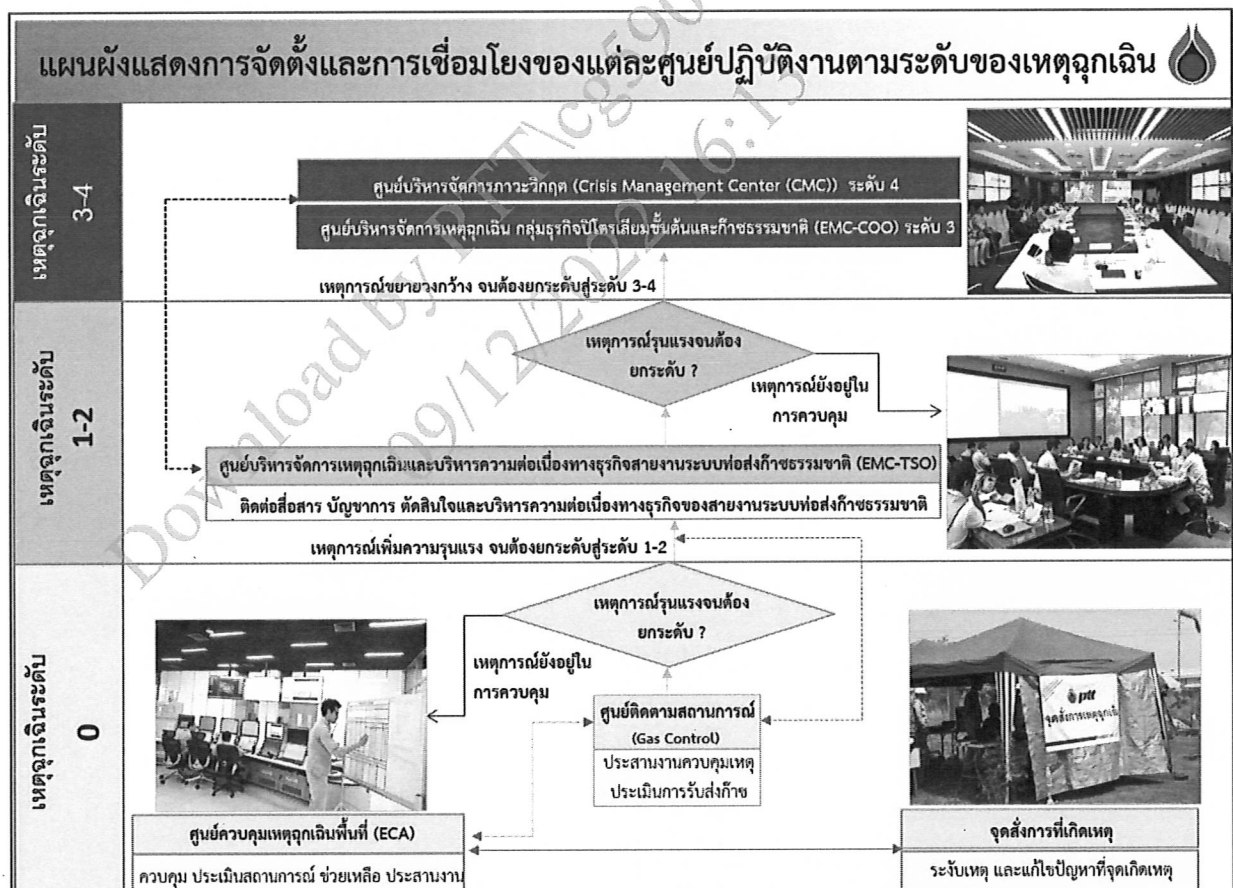 แผนผังแสดงการจัดตั้งและการเชื่อมโยงของแต่ละศูนย์ปฏิบัติงานตามระดับของเหตุฉุกเฉิน
เหตุฉุกเฉินระดับ
3-4
ศูนย์บริหารจัดการภาวะวิกฤต (Crisis Management Center (CMC)) ระดับ 4
ศูนย์บริหารจัดการเหตุฉุกเฉิน กลุ่มธุรกิจปิโตรเลียมขั้นต้นและก๊าซธรรมชาติ (EMC-COO) ระดับ 3
เหตุการณ์ขยายวงกว้าง จนต้องยกระดับสู่ระดับ 3-4
เหตุฉุกเฉินระดับ
1-2
เหตุการณ์รุนแรงจนต้อง
ยกระดับ ?
เหตุการณ์ยังอยู่ใน
การควบคุม
ศูนย์บริหารจัดการเหตุฉุกเฉินและบริหารความต่อเนื่องทางธุรกิจสายงานระบบท่อส่งก๊าซธรรมชาติ (EMC-TSO)
ติดต่อสื่อสาร บัญชาการ ตัดสินใจและบริหารความต่อเนื่องทางธุรกิจของสายงานระบบท่อส่งก๊าซธรรมชาติ
เหตุการณ์เพิ่มความรุนแรง จนต้องยกระดับสู่ระดับ 1-2
เหตุฉุกเฉินระดับ
0
เหตุการณ์รุนแรงจนต้อง
ยกระดับ ?
เหตุการณ์ยังอยู่ใน
การควบคุม
ศูนย์ติดตามสถานการณ์
(Gas Control)
ประสานงานควบคุมเหตุ
ประเมินการรับส่งก๊าซ
ptt
จุดสั่งการเหตุฉุกเฉิ
ศูนย์ควบคุมเหตุฉุกเฉินพื้นที่ (ECA)
ควบคุม ประเมินสถานการณ์ ช่วยเหลือ ประสานงาน
จุดสั่งการที่เกิดเหตุ
ระงับเหตุ และแก้ไขปัญหาที่จุดเกิดเหตุ
Download by PTT\cg590
09/12/2022 16:13